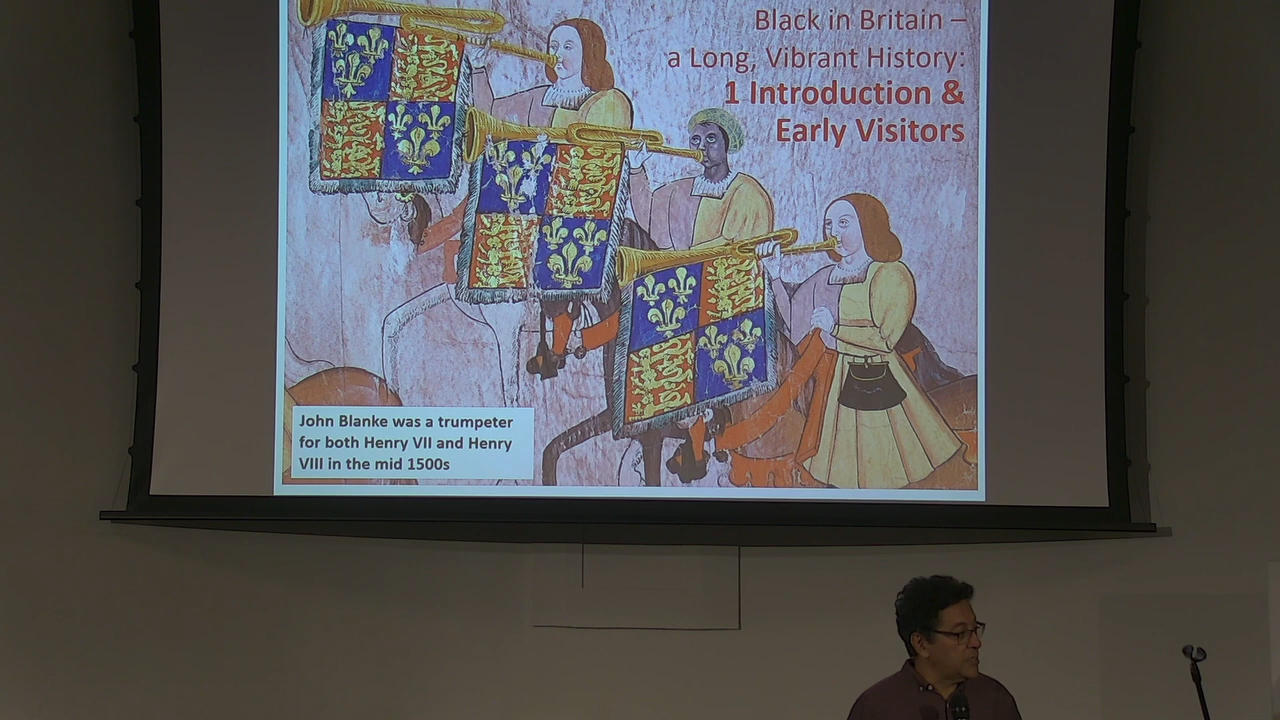 Black in Britain –
a Long, Vibrant History:
1 Introduction &
Early Visitors
John Blanke was a trumpeter
for both Henry VII and Henry
VIII in the mid 1500s